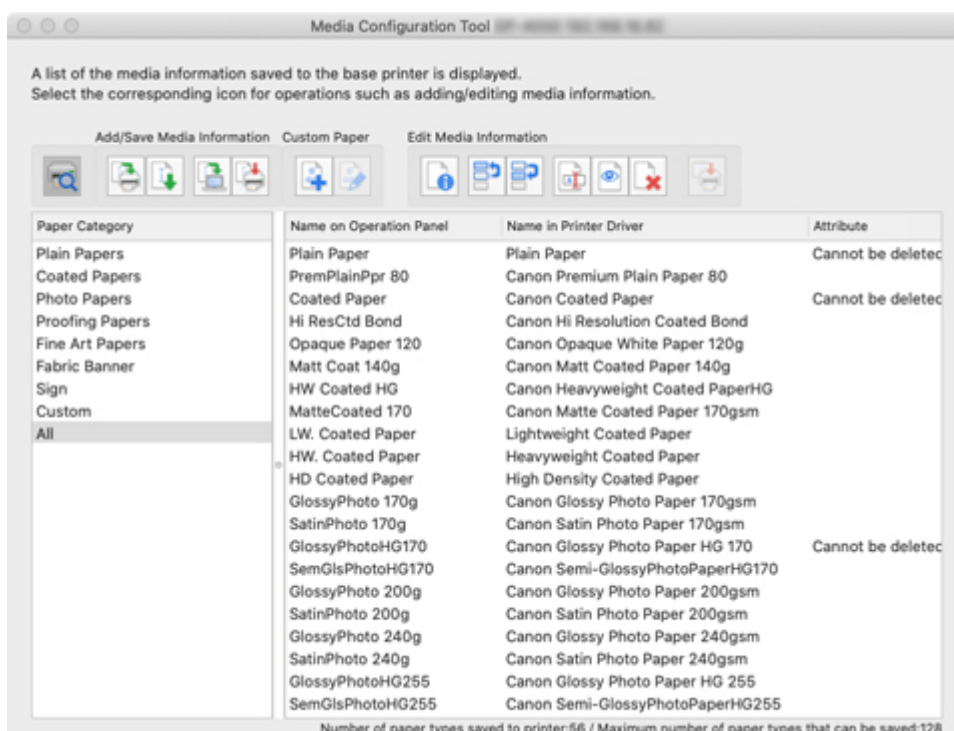 Media Configuration Tool
A list of the media information saved to the base printer is displayed.
Select the corresponding icon for operations such as adding/editing media information.
Add/Save Media Information Custom Paper Edit Media Information
Paper Category Name on Operation Panel Name in Printer Driver Attribute
Plain Papers Plain Paper Plain Paper Cannot be deleted
Coated Papers PremPlainPpr 80 Canon Premium Plain Paper 80
Photo Papers Coated Paper Canon Coated Paper Cannot be deleted
Proofing Papers Hi ResCtd Bond Canon Hi Resolution Coated Bond
Fine Art Papers Opaque Paper 120 Canon Opaque White Paper 120g
Fabric Banner Matt Coat 140g Canon Matt Coated Paper 140g
Sign HW Coated HG Canon Heavyweight Coated PaperHG
Custom MatteCoated 170 Canon Matte Coated Paper 170gsm
All LW. Coated Paper Lightweight Coated Paper
HW. Coated Paper Heavyweight Coated Paper
HD Coated Paper High Density Coated Paper
GlossyPhoto 170g Canon Glossy Photo Paper 170gsm
SatinPhoto 170g Canon Satin Photo Paper 170gsm
GlossyPhotoHG170 Canon Glossy Photo Paper HG 170 Cannot be deleted
SemGlsPhotoHG170 Canon Semi-GlossyPhotoPaperHG170
GlossyPhoto 200g Canon Glossy Photo Paper 200gsm
SatinPhoto 200g Canon Satin Photo Paper 200gsm
GlossyPhoto 240g Canon Glossy Photo Paper 240gsm
SatinPhoto 240g Canon Satin Photo Paper 240gsm
GlossyPhotoHG255 Canon Glossy Photo Paper HG 255
SemGlsPhotoHG255 Canon Semi-GlossyPhotoPaperHG255
Number of paper types saved to printer:56 / Maximum number of paper types that can be saved:128